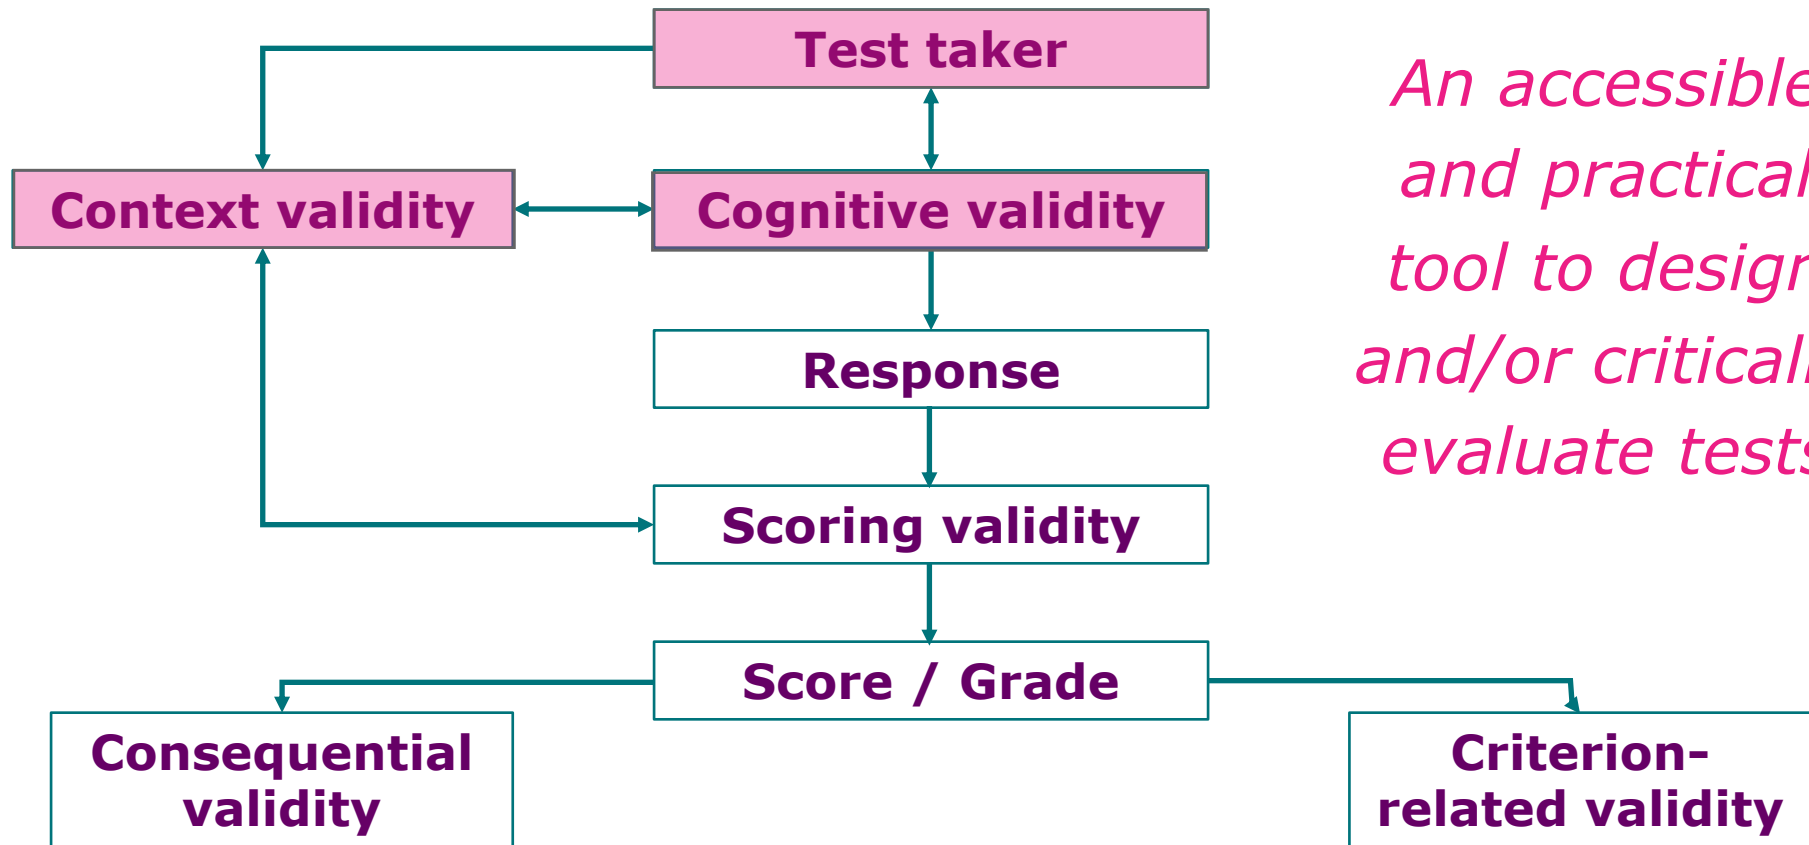 Test taker
Context validity
Cognitive validity
Response
Scoring validity
Score / Grade
Consequential
validity
Criterion-
related validity
An accessible
and practical
tool to design
and/or critical
evaluate tests